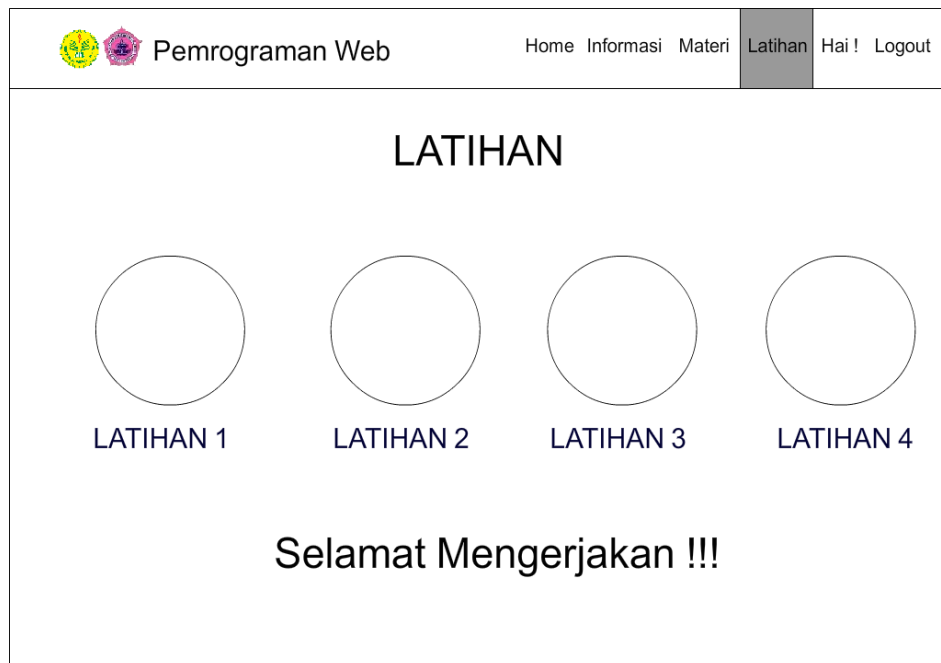 Pemrograman Web Home Informasi Materi Latihan Hai ! Logout
LATIHAN
LATIHAN 1 LATIHAN 2 LATIHAN 3 LATIHAN 4
Selamat Mengerjakan !!!